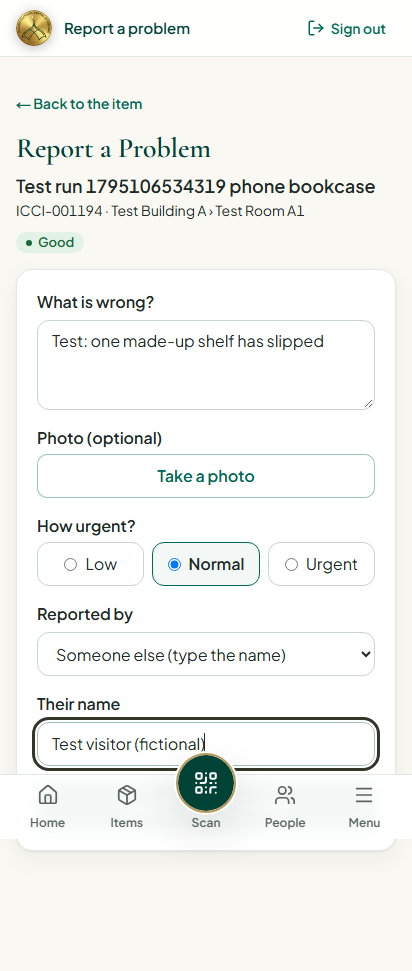 Report a problem
Sign out
← Back to the item
Report a Problem
Test run 1795106534319 phone bookcase
ICCI-001194 · Test Building A › Test Room A1
Good
What is wrong?
Test: one made-up shelf has slipped
Photo (optional)
Take a photo
How urgent?
Low
Normal
Urgent
Reported by
Someone else (type the name)
Their name
Test visitor (fictional)
Home
Items
Scan
People
Menu